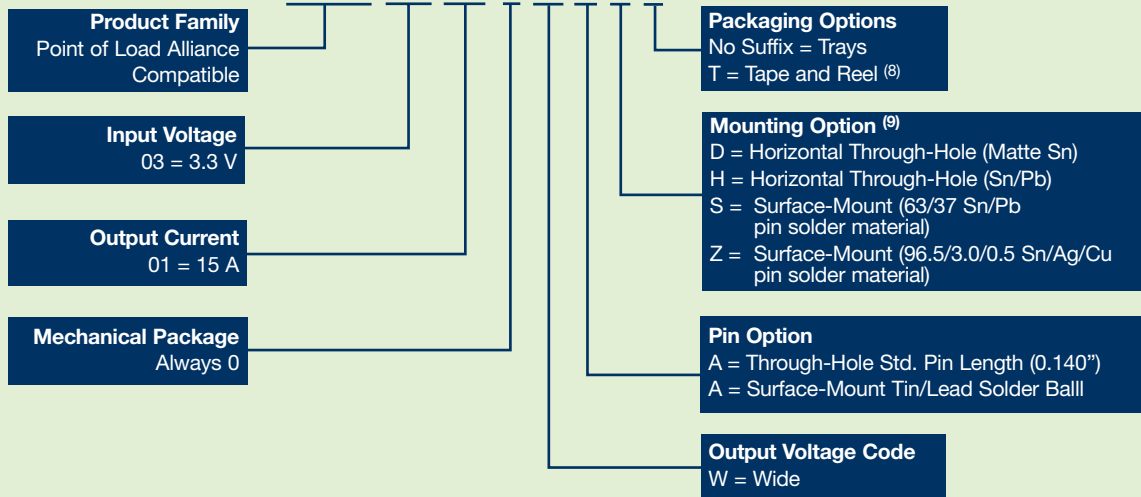 Product Family
Point of Load Alliance
Compatible
Input Voltage
03 = 3.3 V
Output Current
01 = 15 A
Mechanical Package
Always 0
Packaging Options
No Suffix = Trays
T = Tape and Reel (8)
Mounting Option (9)
D = Horizontal Through-Hole (Matte Sn)
H = Horizontal Through-Hole (Sn/Pb)
S = Surface-Mount (63/37 Sn/Pb
pin solder material)
Z = Surface-Mount (96.5/3.0/0.5 Sn/Ag/Cu
pin solder material)
Pin Option
A = Through-Hole Std. Pin Length (0.140”)
A = Surface-Mount Tin/Lead Solder Balll
Output Voltage Code
W = Wide